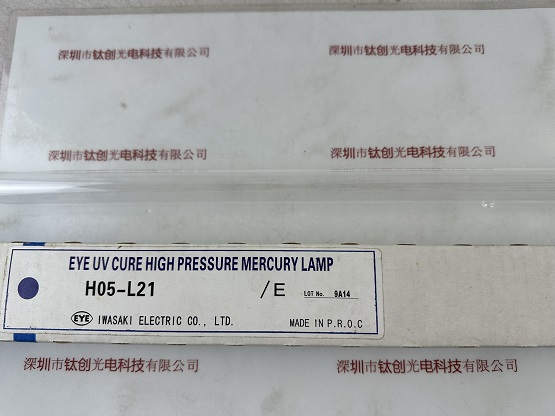 深圳市钛创光电科技有限公司 深圳市钛创光电科技有限公司
深圳市钛创光电科技有限公司 深圳市钛创光电科技有限公司
EYE UV CURE HIGH PRESSURE MERCURY LAMP
H05-L21 /E LOT No. 9A14
EYE IWASAKI ELECTRIC CO., LTD. MADE IN P.R.O.C
深圳市钛创光电科技有限公司 深圳市钛创光电科技有限公司